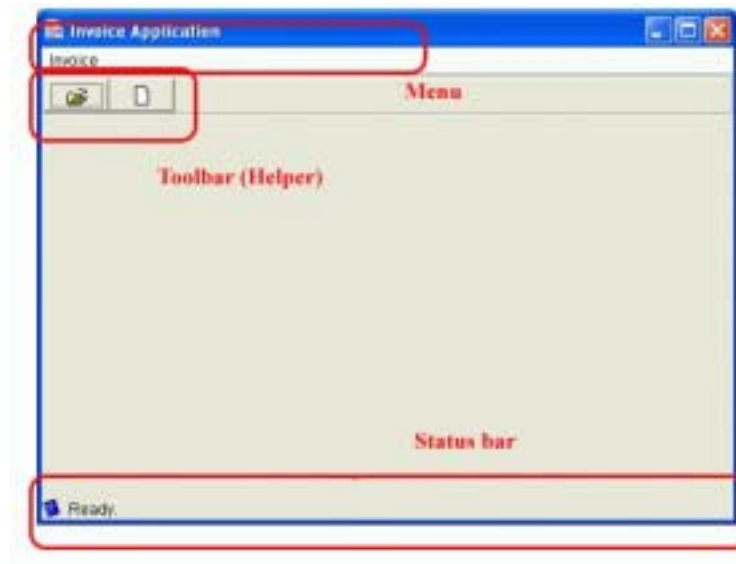 Invoice Application
Invoice
Menu
Toolbar (Helper)
Status bar
Ready.